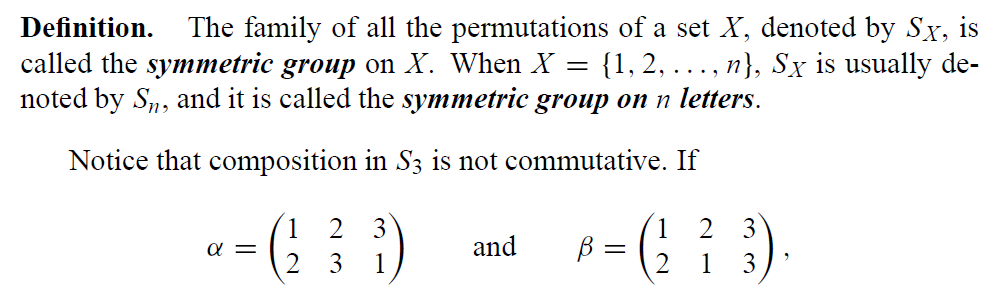 Definition. The family of all the permutations of a set X, denoted by S_X, is
called the symmetric group on X. When X = {1, 2, . . . , n}, S_X is usually de-
noted by S_n, and it is called the symmetric group on n letters.
Notice that composition in S_3 is not commutative. If
α = (1 2 3 / 2 3 1) and β = (1 2 3 / 2 1 3),